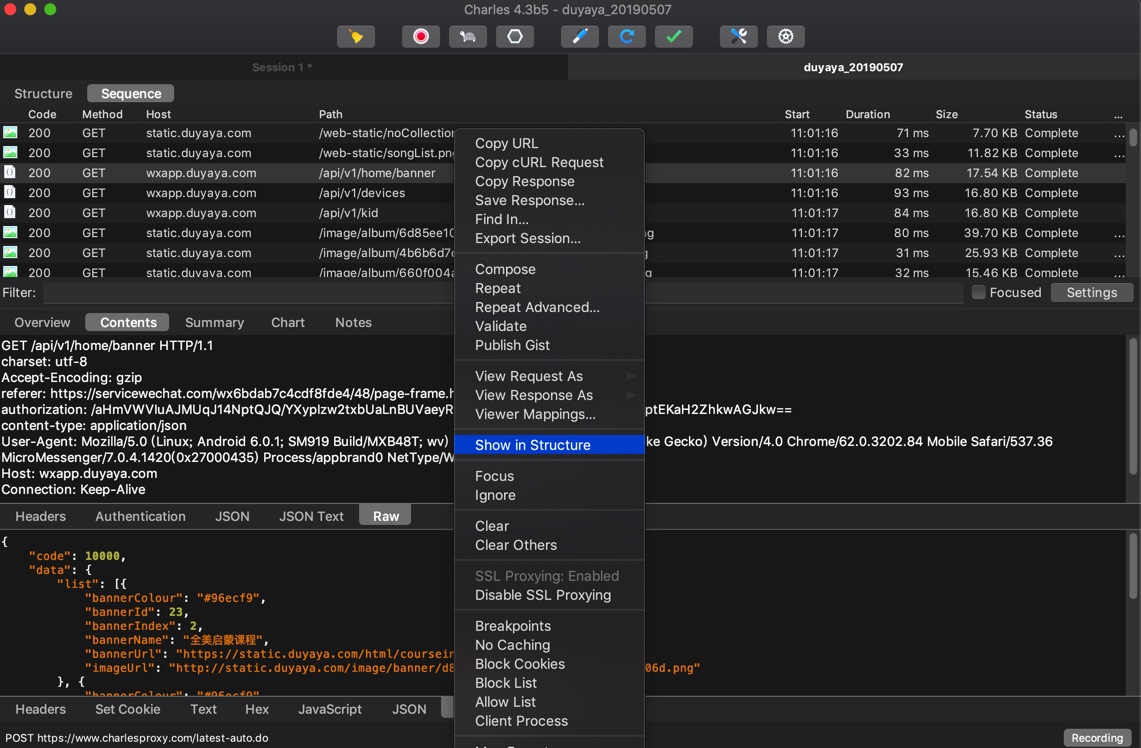 Charles 4.3b5 - duyaya_20190507
Session 1 *
duyaya_20190507
Structure Sequence
Code Method Host Path Start Duration Size Status ...
200 GET static.duyaya.com /web-static/noCollection 11:01:16 71 ms 7.70 KB Complete ...
200 GET static.duyaya.com /web-static/songList.png 11:01:16 33 ms 11.82 KB Complete ...
200 GET wxapp.duyaya.com /api/v1/home/banner 11:01:16 82 ms 17.54 KB Complete
200 GET wxapp.duyaya.com /api/v1/devices 11:01:16 93 ms 16.80 KB Complete
200 GET wxapp.duyaya.com /api/v1/kid 11:01:17 84 ms 16.80 KB Complete
200 GET static.duyaya.com /image/album/6d85ee10 ng 11:01:17 80 ms 39.70 KB Complete ...
200 GET static.duyaya.com /image/album/4b6b6d7 11:01:17 31 ms 25.93 KB Complete ...
200 GET static.duyaya.com /image/album/660f004 11:01:17 32 ms 15.46 KB Complete ...
Filter: Focused Settings
Overview Contents Summary Chart Notes
GET /api/v1/home/banner HTTP/1.1
charset: utf-8
Accept-Encoding: gzip
referer: https://servicewechat.com/wx6bdab7c4cdf8fde4/48/page-frame.h
authorization: /aHmVWVIuAJMUqJ14NptQJQ/YXypIzw2txbUaLnBUVaeyR ptEKaH2ZhkwAGJkw==
content-type: application/json
User-Agent: Mozilla/5.0 (Linux; Android 6.0.1; SM919 Build/MXB48T; wv) ke Gecko) Version/4.0 Chrome/62.0.3202.84 Mobile Safari/537.36
MicroMessenger/7.0.4.1420(0x27000435) Process/appbrand0 NetType/W
Host: wxapp.duyaya.com
Connection: Keep-Alive
Headers Authentication JSON JSON Text Raw
{
"code": 10000,
"data": {
"list": [{
"bannerColour": "#96ecf9",
"bannerId": 23,
"bannerIndex": 2,
"bannerName": "全美启蒙课程",
"bannerUrl": "https://static.duyaya.com/html/coursein
"imageUrl": "http://static.duyaya.com/image/banner/d8 06d.png"
}, {
"bannerColour": "#96ecf9"
Headers Set Cookie Text Hex JavaScript JSON
POST https://www.charlesproxy.com/latest-auto.do
Recording
Copy URL
Copy cURL Request
Copy Response
Save Response...
Find In...
Export Session...
Compose
Repeat
Repeat Advanced...
Validate
Publish Gist
View Request As
View Response As
Viewer Mappings...
Show in Structure
Focus
Ignore
Clear
Clear Others
SSL Proxying: Enabled
Disable SSL Proxying
Breakpoints
No Caching
Block Cookies
Block List
Allow List
Client Process